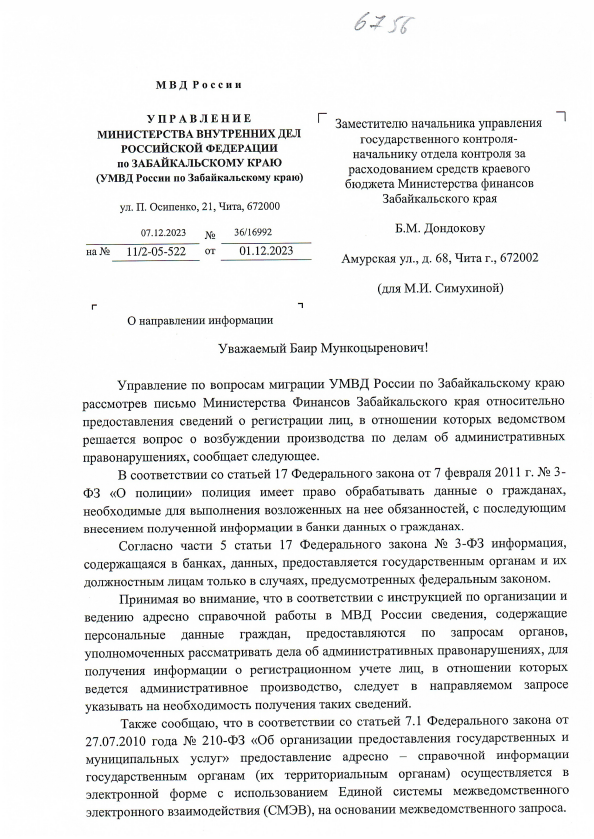 6756
МВД России
УПРАВЛЕНИЕ
МИНИСТЕРСТВА ВНУТРЕННИХ ДЕЛ
РОССИЙСКОЙ ФЕДЕРАЦИИ
по ЗАБАЙКАЛЬСКОМУ КРАЮ
(УМВД России по Забайкальскому краю)
ул. П. Осипенко, 21, Чита, 672000
07.12.2023 № 36/16992
на № 11/2-05-522 от 01.12.2023
Заместителю начальника управления
государственного контроля-
начальнику отдела контроля за
расходованием средств краевого
бюджета Министерства финансов
Забайкальского края
Б.М. Дондокову
Амурская ул., д. 68, Чита г., 672002
(для М.И. Симухиной)
О направлении информации
Уважаемый Баир Мункоцыренович!
Управление по вопросам миграции УМВД России по Забайкальскому краю
рассмотрев письмо Министерства Финансов Забайкальского края относительно
предоставления сведений о регистрации лиц, в отношении которых ведомством
решается вопрос о возбуждении производства по делам об административных
правонарушениях, сообщает следующее.
В соответствии со статьей 17 Федерального закона от 7 февраля 2011 г. № 3-
ФЗ «О полиции» полиция имеет право обрабатывать данные о гражданах,
необходимые для выполнения возложенных на нее обязанностей, с последующим
внесением полученной информации в банки данных о гражданах.
Согласно части 5 статьи 17 Федерального закона № 3-ФЗ информация,
содержащаяся в банках, данных, предоставляется государственным органам и их
должностным лицам только в случаях, предусмотренных федеральным законом.
Принимая во внимание, что в соответствии с инструкцией по организации и
ведению адресно справочной работы в МВД России сведения, содержащие
персональные данные граждан, предоставляются по запросам органов,
уполномоченных рассматривать дела об административных правонарушениях, для
получения информации о регистрационном учете лиц, в отношении которых
ведется административное производство, следует в направляемом запросе
указывать на необходимость получения таких сведений.
Также сообщаю, что в соответствии со статьей 7.1 Федерального закона от
27.07.2010 года № 210-ФЗ «Об организации предоставления государственных и
муниципальных услуг» предоставление адресно – справочной информации
государственным органам (их территориальным органам) осуществляется в
электронной форме с использованием Единой системы межведомственного
электронного взаимодействия (СМЭВ), на основании межведомственного запроса.